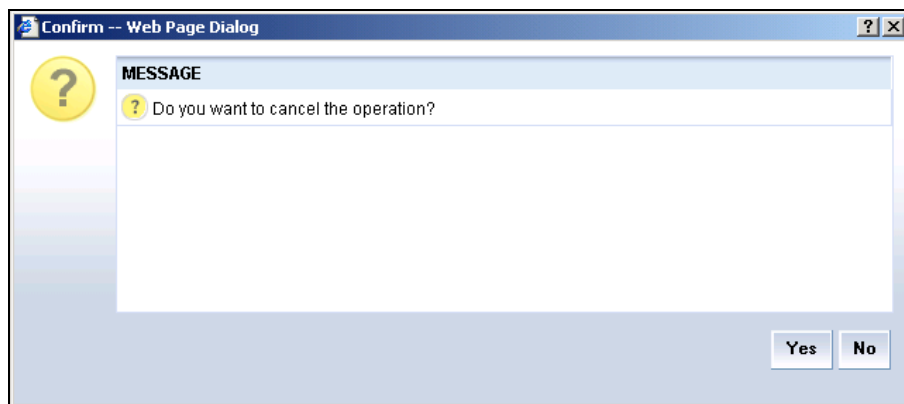 Confirm -- Web Page Dialog
MESSAGE
Do you want to cancel the operation?
Yes No